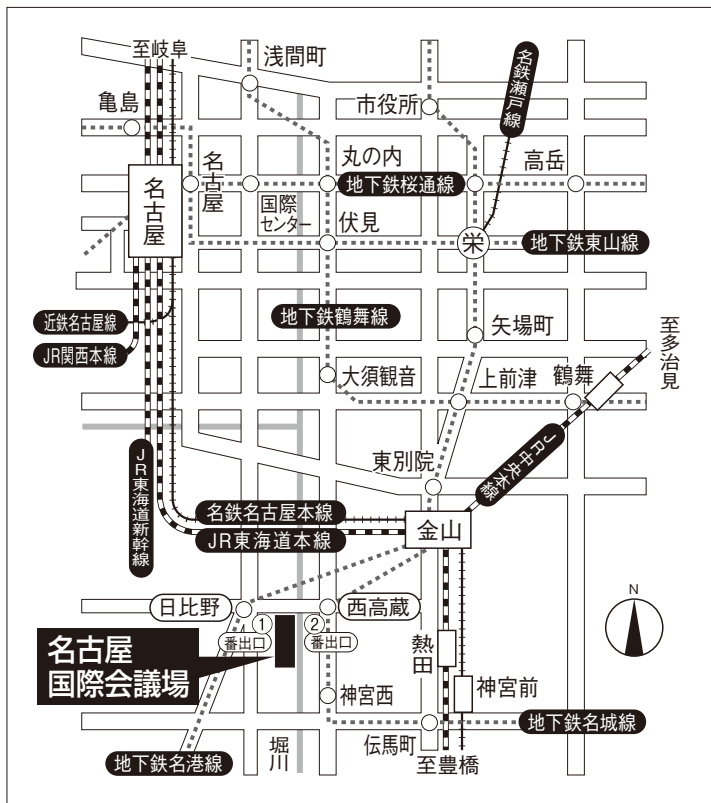 至岐阜
浅間町
名鉄瀬戸線
市役所
亀島
名古屋
丸の内
高岳
名古屋
地下鉄桜通線
国際
センター
伏見
栄
地下鉄東山線
近鉄名古屋線
地下鉄鶴舞線
矢場町
至多治見
JR関西本線
大須観音
上前津
鶴舞
東別院
JR中央本線
JR東海道新幹線
名鉄名古屋本線
JR東海道本線
金山
日比野
西高蔵
N
1
番出口
2
番出口
熱田
名古屋
国際会議場
神宮西
神宮前
地下鉄名港線
堀川
伝馬町
地下鉄名城線
至豊橋